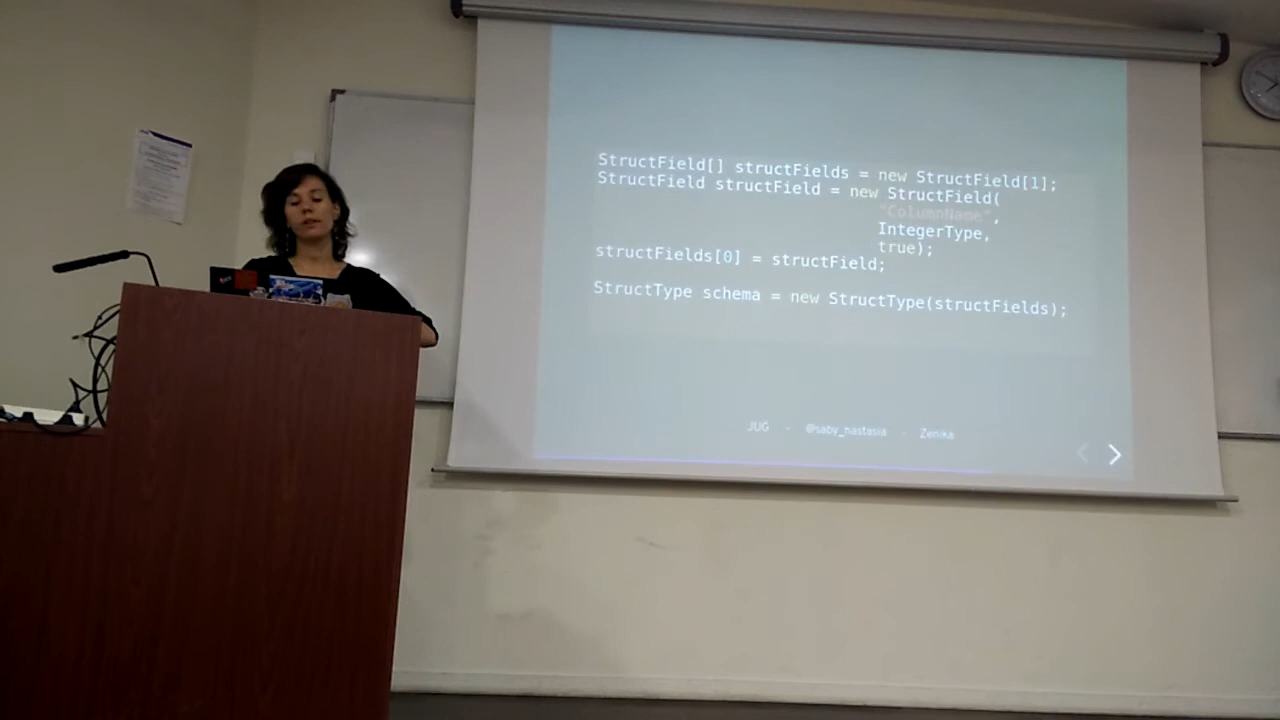 StructField[] structFields = new StructField[1];
StructField structField = new StructField(
"ColumnName",
IntegerType,
true);
structFields[0] = structField;
StructType schema = new StructType(structFields);
JUG - @saby_nastasia - Zenika